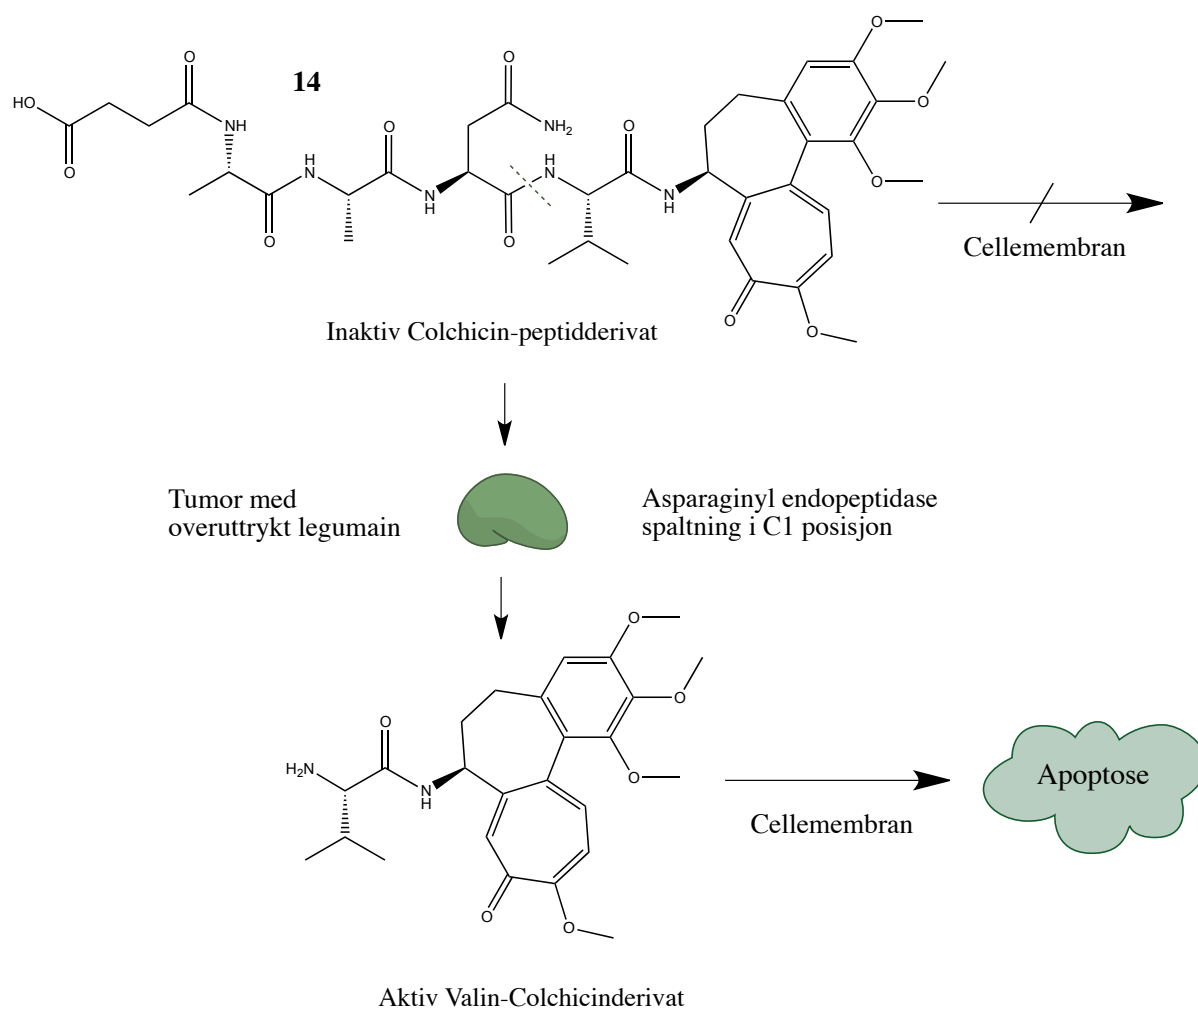 14
O
O
O
O
O
HO
O
NH
O
NH₂
O
O
H
N
O
H
N
O
N
H
O
O
N
H
O
O
O
Cellemembran
Inaktiv Colchicin-peptidderivat
Tumor med
overuttrykt legumain
Asparaginyl endopeptidase
spaltning i C1 posisjon
O
O
O
H₂N
O
N
H
O
O
Cellemembran
Apoptose
Aktiv Valin-Colchicinderivat